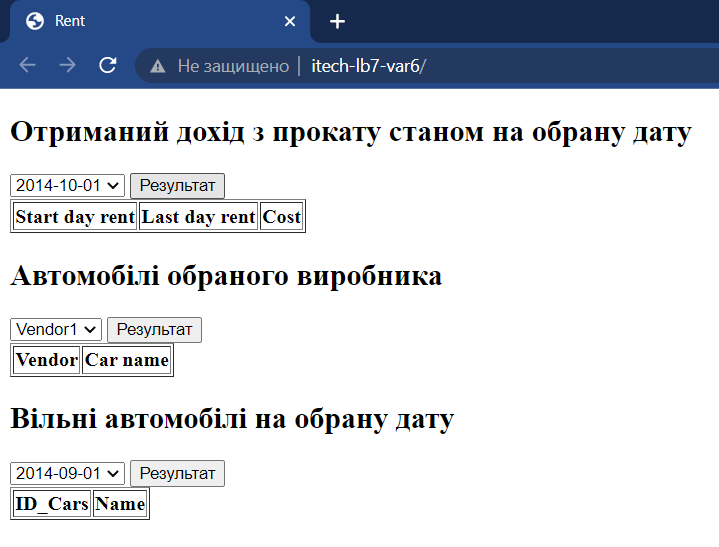 Rent
Не защищено | itech-lb7-var6/
Отриманий дохід з прокату станом на обрану дату
2014-10-01 Результат
Start day rent Last day rent Cost
Автомобілі обраного виробника
Vendor1 Результат
Vendor Car name
Вільні автомобілі на обрану дату
2014-09-01 Результат
ID_Cars Name